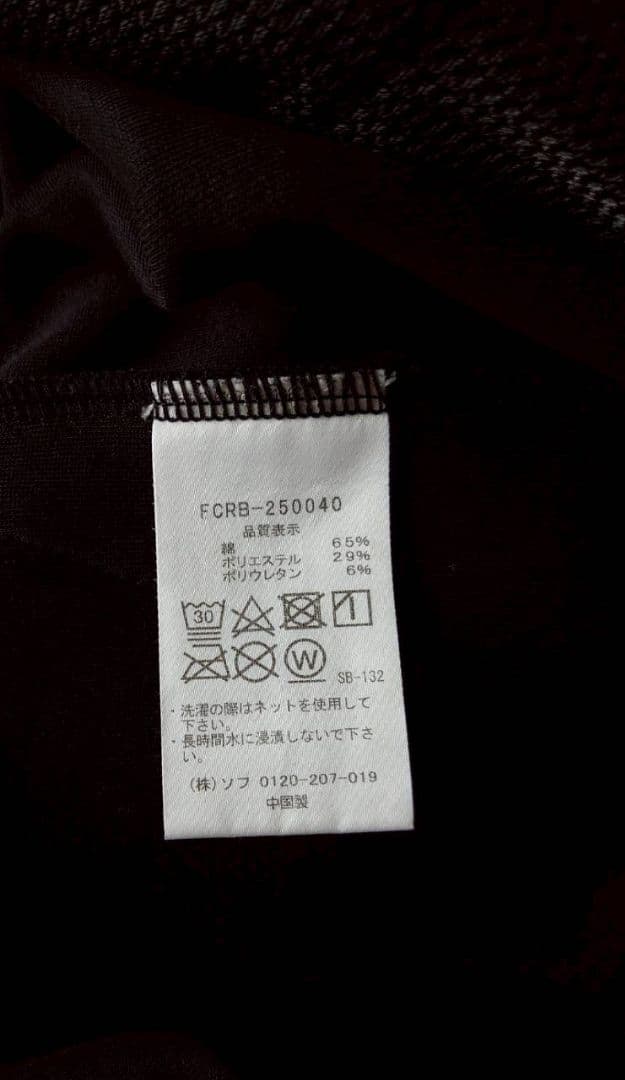 FCRB-250040
品質表示
綿 65%
ポリエステル 29%
ポリウレタン 6%
30
W
SB-132
・洗濯の際はネットを使用して
下さい。
・長時間水に浸漬しないで下さ
い。
(株)ソフ 0120-207-019
中国製